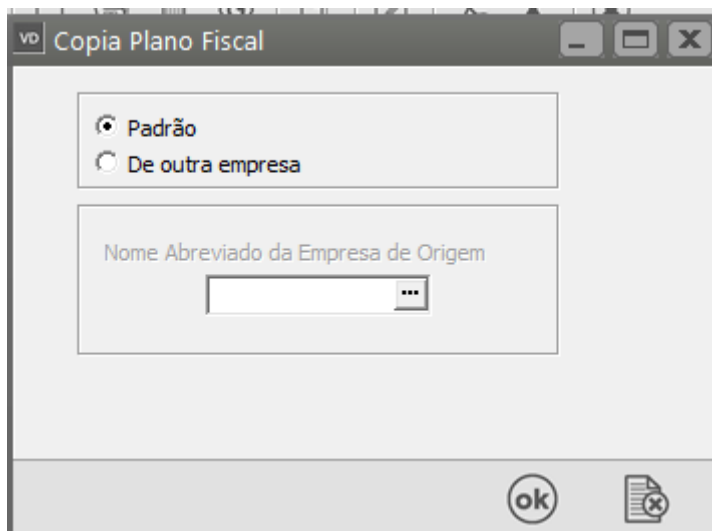 VD Copia Plano Fiscal
Padrão
De outra empresa
Nome Abreviado da Empresa de Origem
...
ok